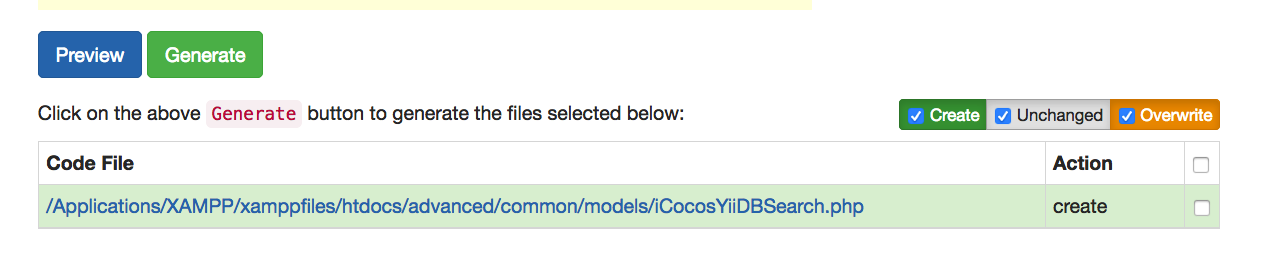 Preview Generate
Click on the above Generate button to generate the files selected below: Create Unchanged Overwrite
Code File Action
/Applications/XAMPP/xamppfiles/htdocs/advanced/common/models/iCocosYiiDBSearch.php create